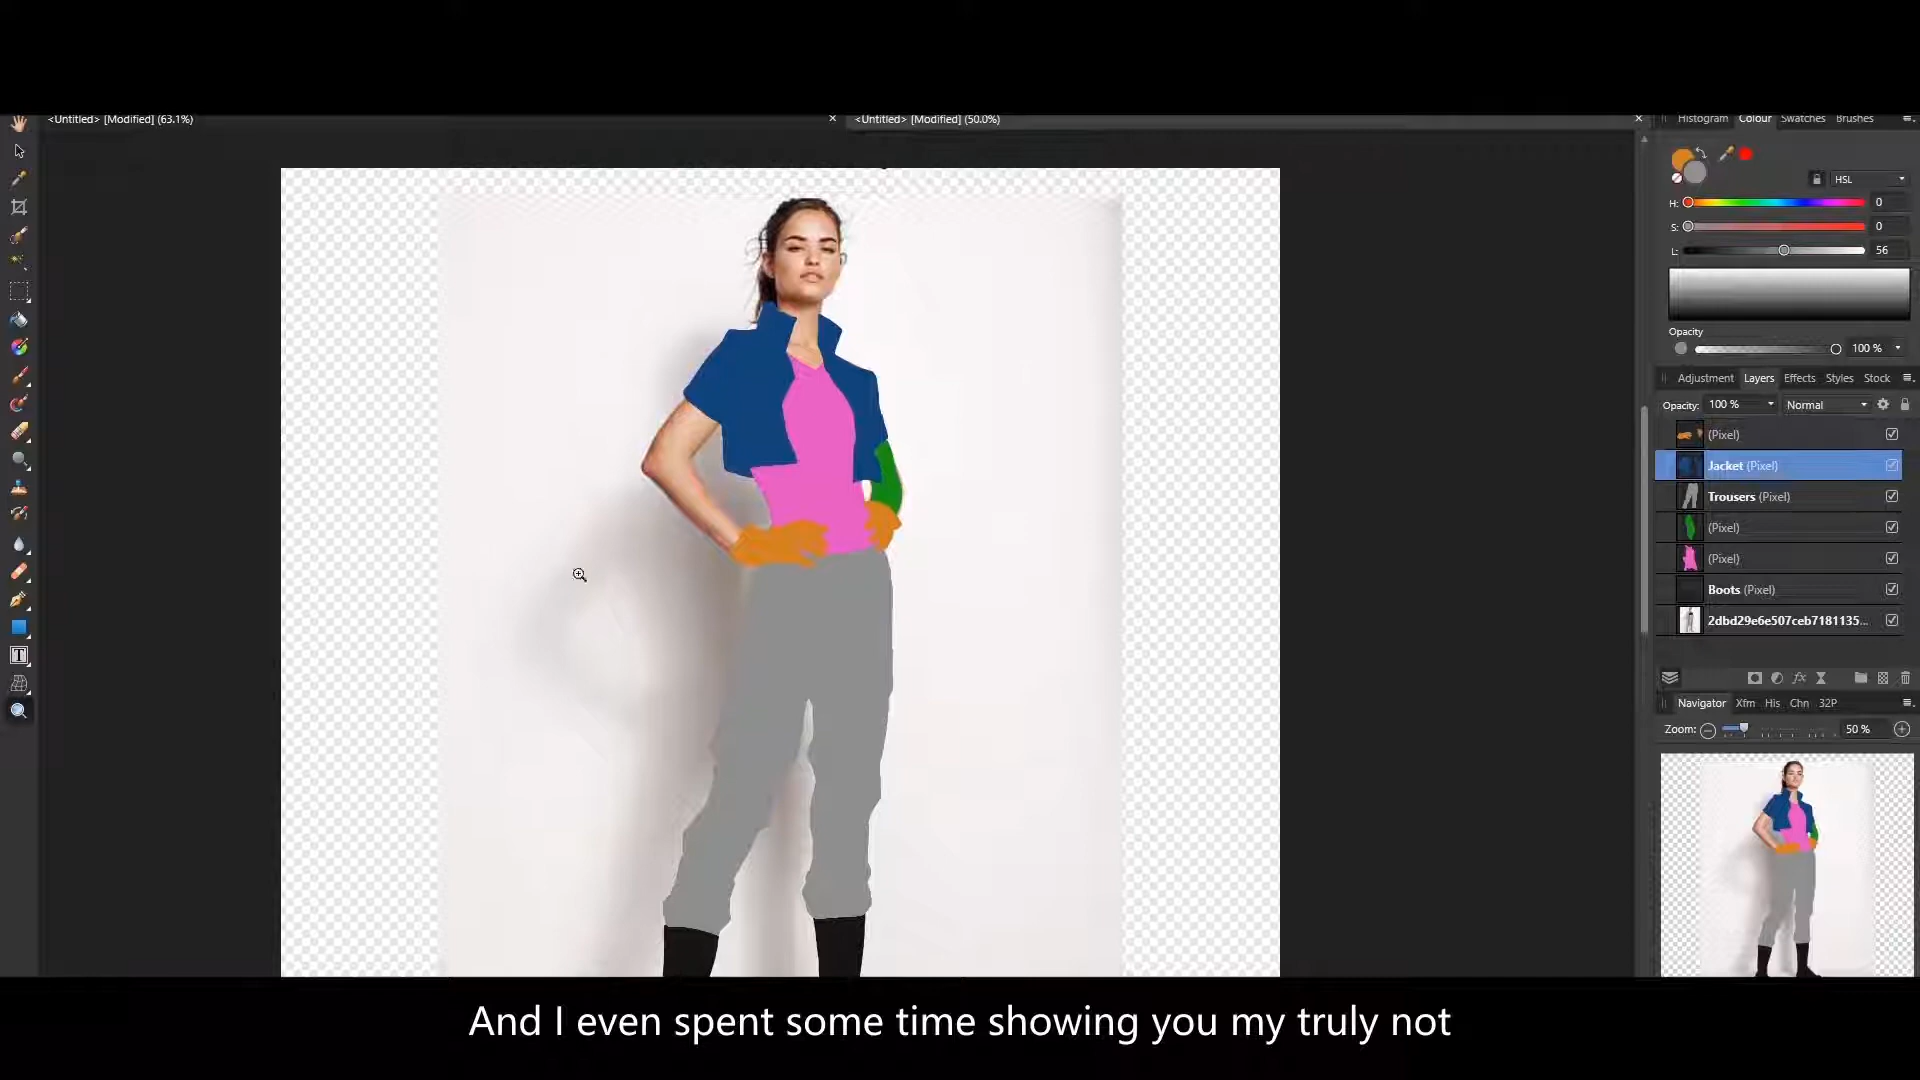 <Untitled> [Modified] (63.1%)
<Untitled> [Modified] (50.0%)
Histogram Colour Swatches Brushes
HSL
H: 0
S: 0
L: 56
Opacity
100 %
Adjustment Layers Effects Styles Stock
Opacity: 100 % Normal
(Pixel)
Jacket (Pixel)
Trousers (Pixel)
(Pixel)
(Pixel)
Boots (Pixel)
2dbd29e6e507ceb7181135...
fx
Navigator Xfm His Chn 32P
Zoom: 50 %
T
And I even spent some time showing you my truly not